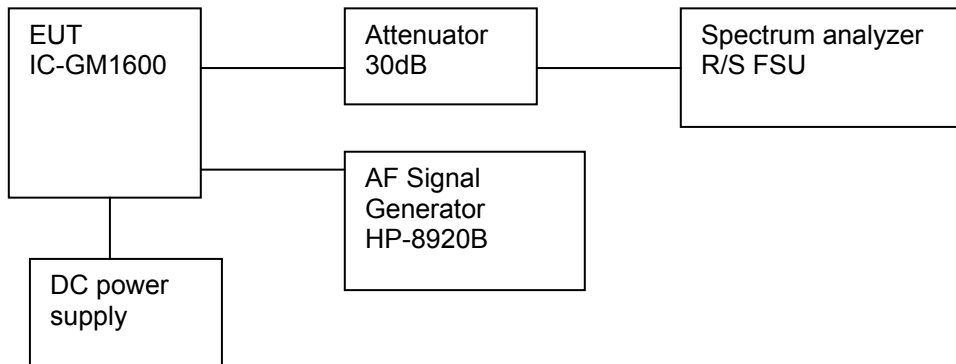 EUT
IC-GM1600
Attenuator
30dB
Spectrum analyzer
R/S FSU
AF Signal
Generator
HP-8920B
DC power
supply